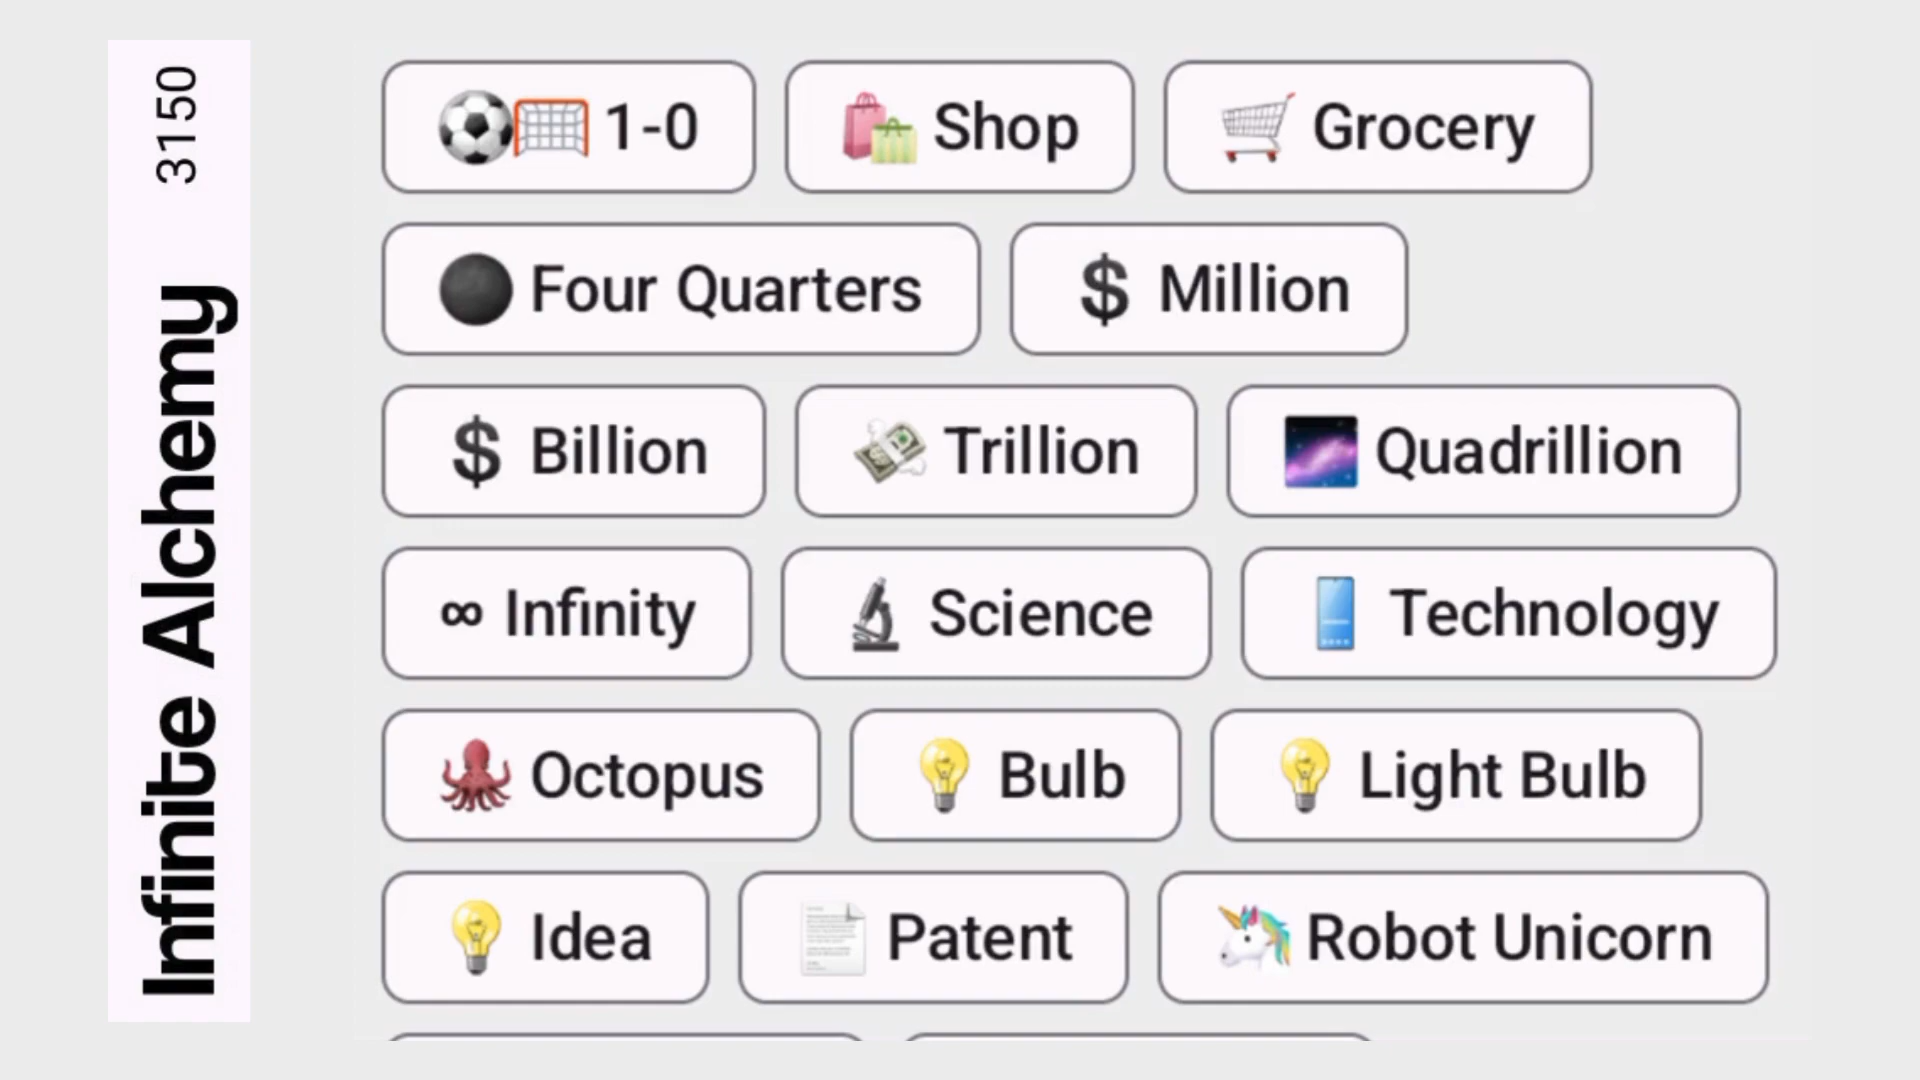 Infinite Alchemy 3150
1-0 Shop Grocery
Four Quarters $ Million
$ Billion Trillion Quadrillion
∞ Infinity Science Technology
Octopus Bulb Light Bulb
Idea Patent Robot Unicorn